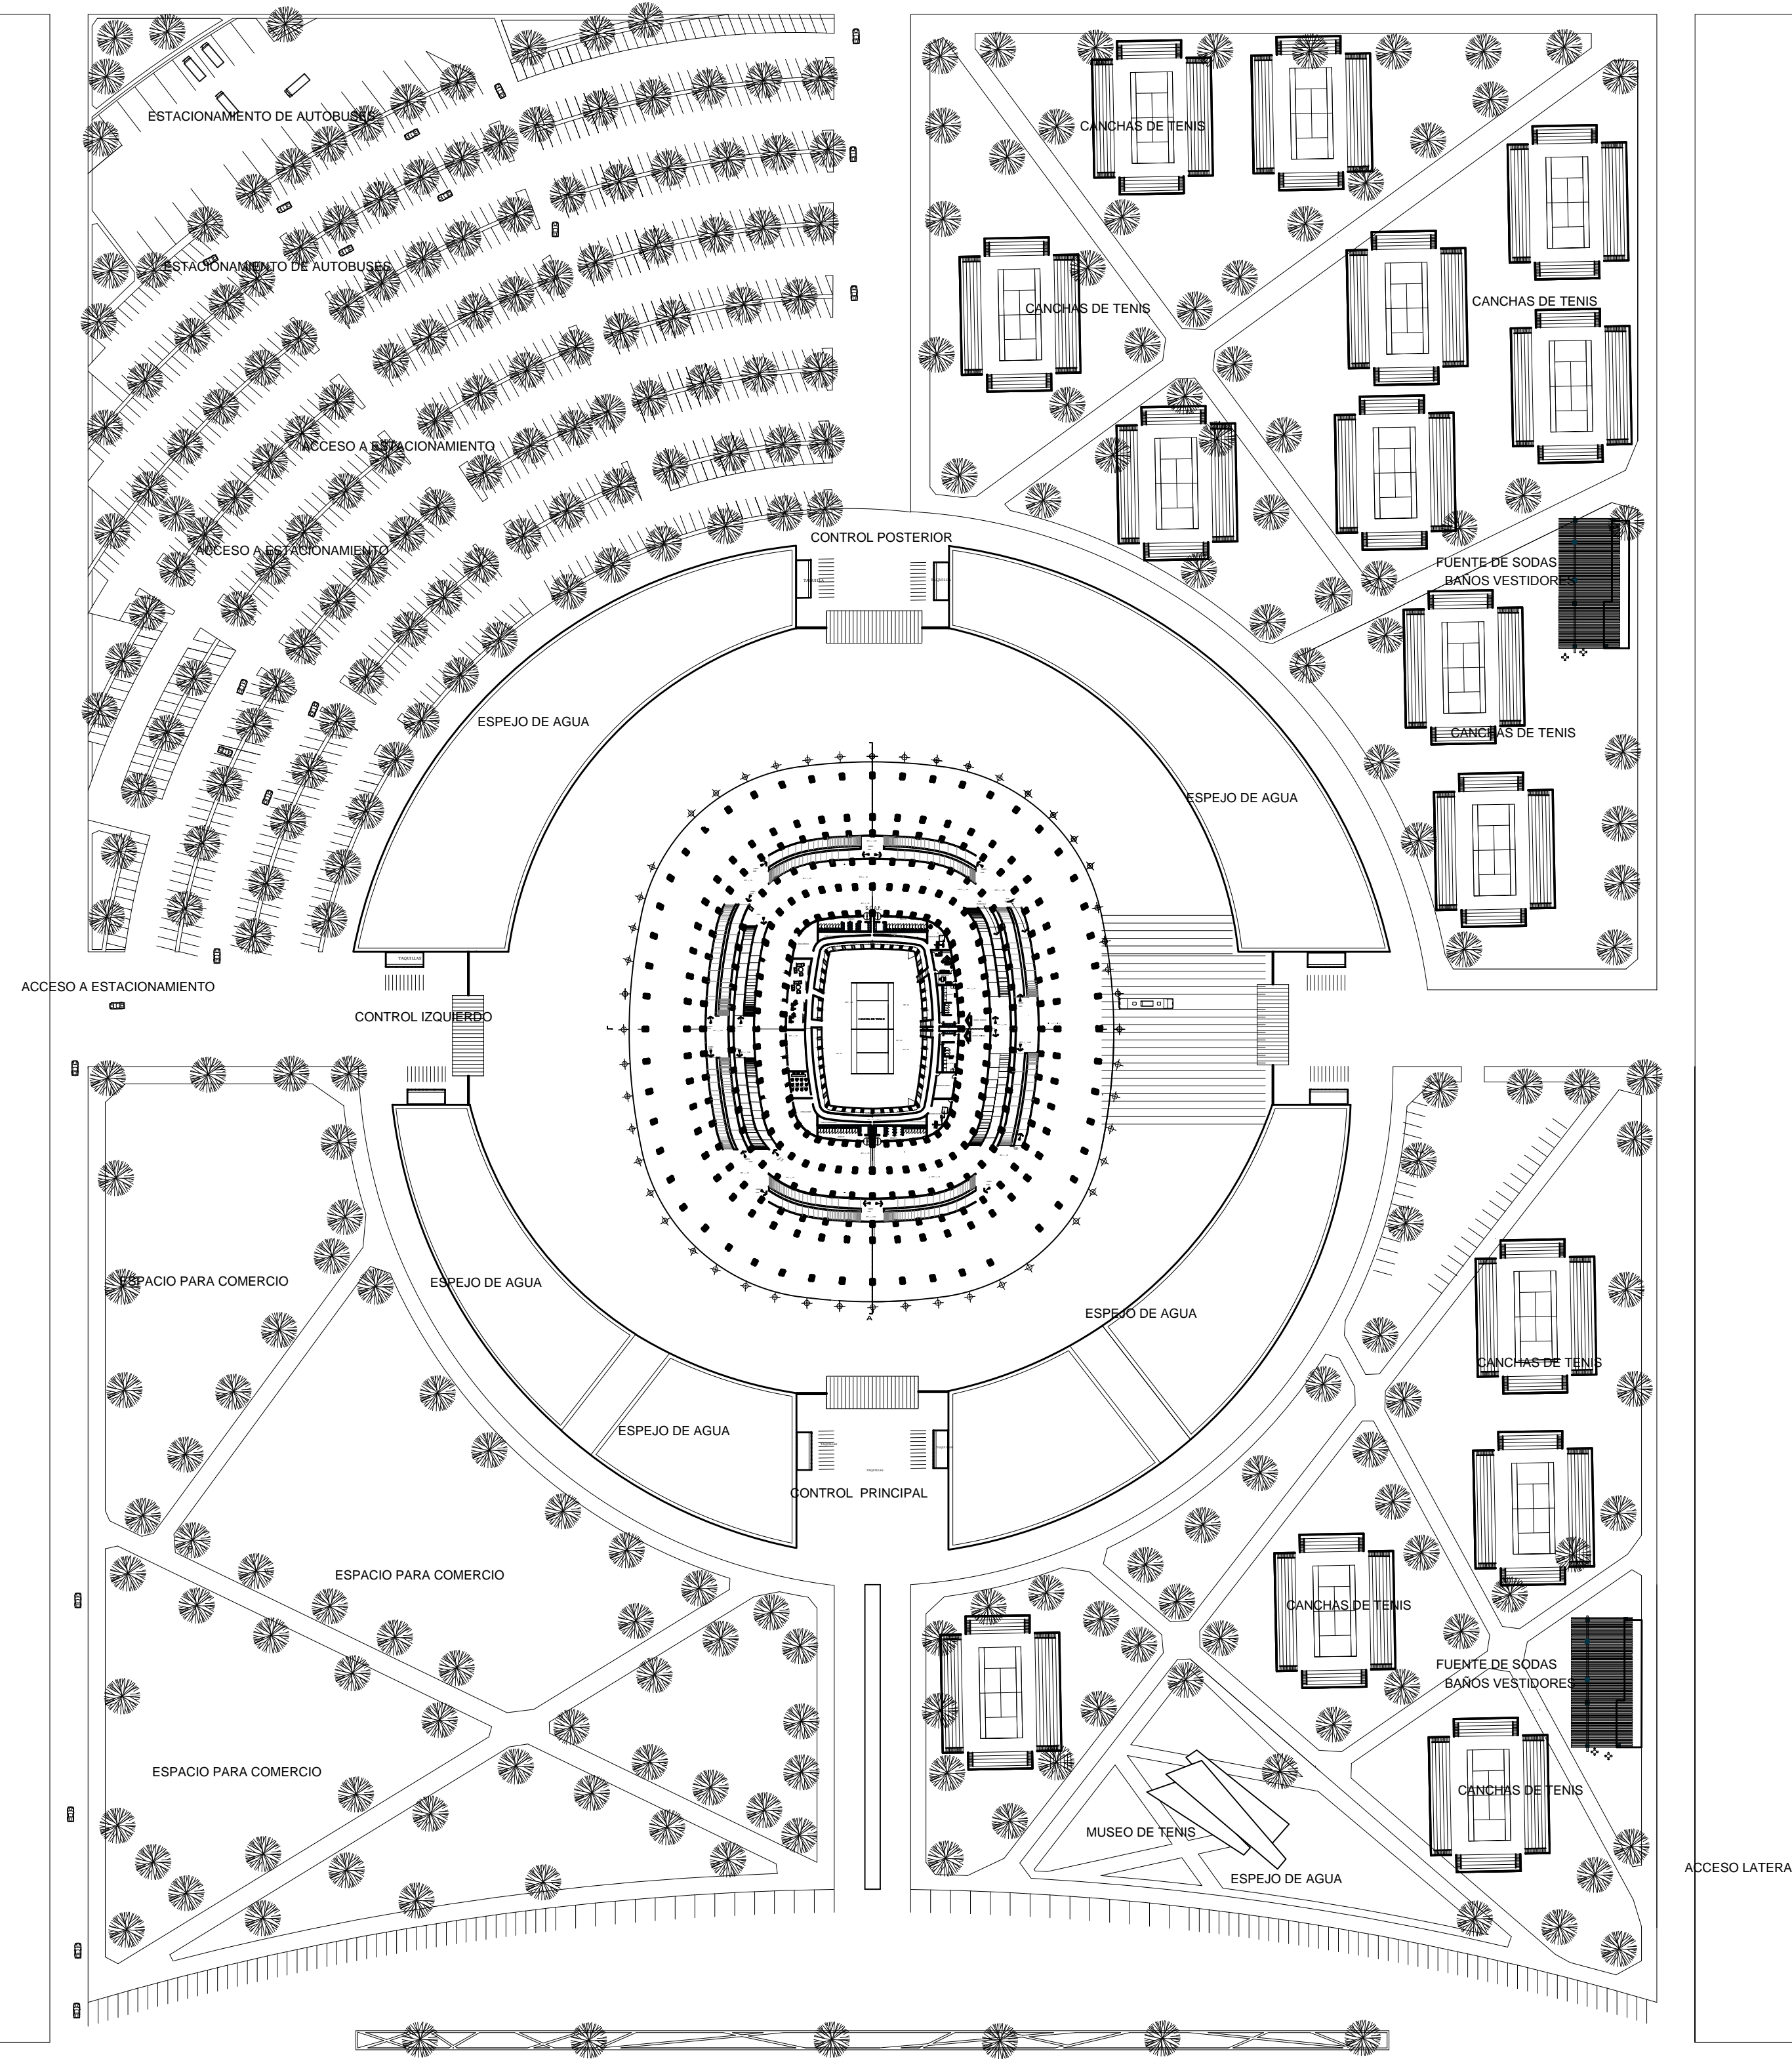 ESTACIONAMIENTO DE AUTOBUSES
CANCHAS DE TENIS
ESTACIONAMIENTO DE AUTOBUSES
CANCHAS DE TENIS
CANCHAS DE TENIS
ACCESO A ESTACIONAMIENTO
CONTROL POSTERIOR
ACCESO A ESTACIONAMIENTO
FUENTE DE SODAS
BAÑOS VESTIDORES
ESPEJO DE AGUA
CANCHAS DE TENIS
ESPEJO DE AGUA
TAQUILLAS
ACCESO A ESTACIONAMIENTO
CONTROL IZQUIERDO
ESPACIO PARA COMERCIO
ESPEJO DE AGUA
ESPEJO DE AGUA
CANCHAS DE TENIS
ESPEJO DE AGUA
TAQUILLAS
CONTROL PRINCIPAL
ESPACIO PARA COMERCIO
CANCHAS DE TENIS
FUENTE DE SODAS
BAÑOS VESTIDORES
ESPACIO PARA COMERCIO
CANCHAS DE TENIS
MUSEO DE TENIS
ESPEJO DE AGUA
ACCESO LATERA